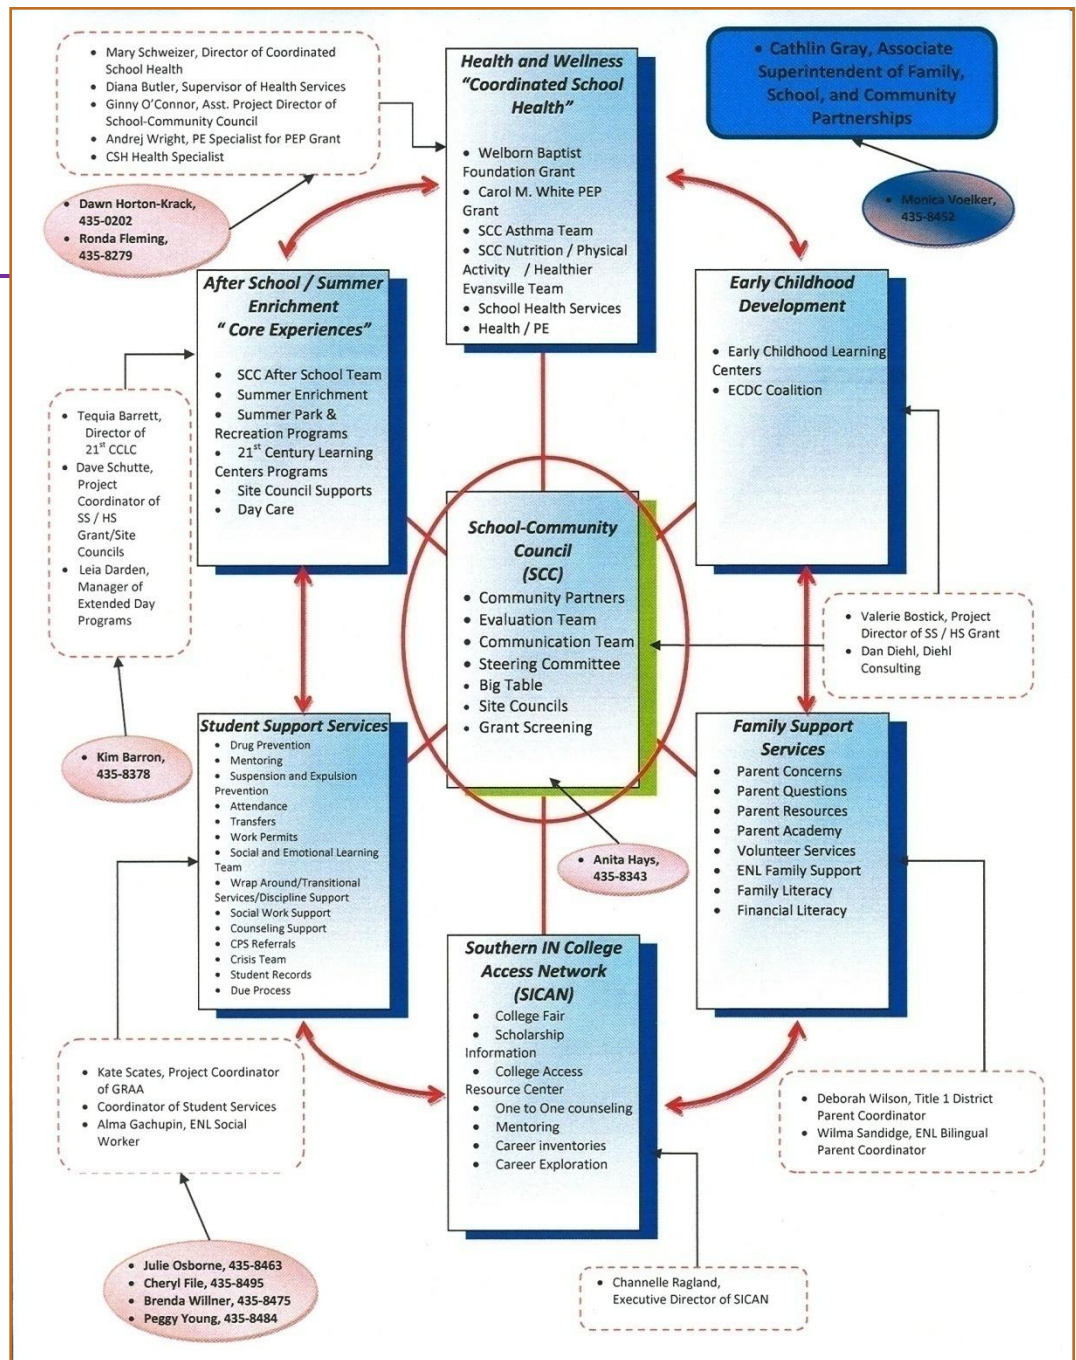 • Mary Schweizer, Director of Coordinated
School Health
• Diana Butler, Supervisor of Health Services
• Ginny O’Connor, Asst. Project Director of
School-Community Council
• Andrej Wright, PE Specialist for PEP Grant
• CSH Health Specialist
• Dawn Horton-Krack,
435-0202
• Ronda Fleming,
435-8279
Health and Wellness
“Coordinated School
Health”
• Welborn Baptist
Foundation Grant
• Carol M. White PEP
Grant
• SCC Asthma Team
• SCC Nutrition / Physical
Activity / Healthier
Evansville Team
• School Health Services
• Health / PE
• Cathlin Gray, Associate
Superintendent of Family,
School, and Community
Partnerships
• Monica Voelker,
435-8452
After School / Summer
Enrichment
“ Core Experiences”
• SCC After School Team
• Summer Enrichment
• Summer Park &
Recreation Programs
• 21st Century Learning
Centers Programs
• Site Council Supports
• Day Care
Early Childhood
Development
• Early Childhood Learning
Centers
• ECDC Coalition
• Tequia Barrett,
Director of
21st CCLC
• Dave Schutte,
Project
Coordinator of
SS / HS
Grant/Site
Councils
• Leia Darden,
Manager of
Extended Day
Programs
• Kim Barron,
435-8378
School-Community
Council
(SCC)
• Community Partners
• Evaluation Team
• Communication Team
• Steering Committee
• Big Table
• Site Councils
• Grant Screening
• Anita Hays,
435-8343
• Valerie Bostick, Project
Director of SS / HS Grant
• Dan Diehl, Diehl
Consulting
Student Support Services
• Drug Prevention
• Mentoring
• Suspension and Expulsion
Prevention
• Attendance
• Transfers
• Work Permits
• Social and Emotional Learning
Team
• Wrap Around/Transitional
Services/Discipline Support
• Social Work Support
• Counseling Support
• CPS Referrals
• Crisis Team
• Student Records
• Due Process
Family Support
Services
• Parent Concerns
• Parent Questions
• Parent Resources
• Parent Academy
• Volunteer Services
• ENL Family Support
• Family Literacy
• Financial Literacy
Southern IN College
Access Network
(SICAN)
• College Fair
• Scholarship
Information
• College Access
Resource Center
• One to One counseling
• Mentoring
• Career inventories
• Career Exploration
• Kate Scates, Project Coordinator
of GRAA
• Coordinator of Student Services
• Alma Gachupin, ENL Social
Worker
• Julie Osborne, 435-8463
• Cheryl File, 435-8495
• Brenda Willner, 435-8475
• Peggy Young, 435-8484
• Deborah Wilson, Title 1 District
Parent Coordinator
• Wilma Sandidge, ENL Bilingual
Parent Coordinator
• Channelle Ragland,
Executive Director of SICAN